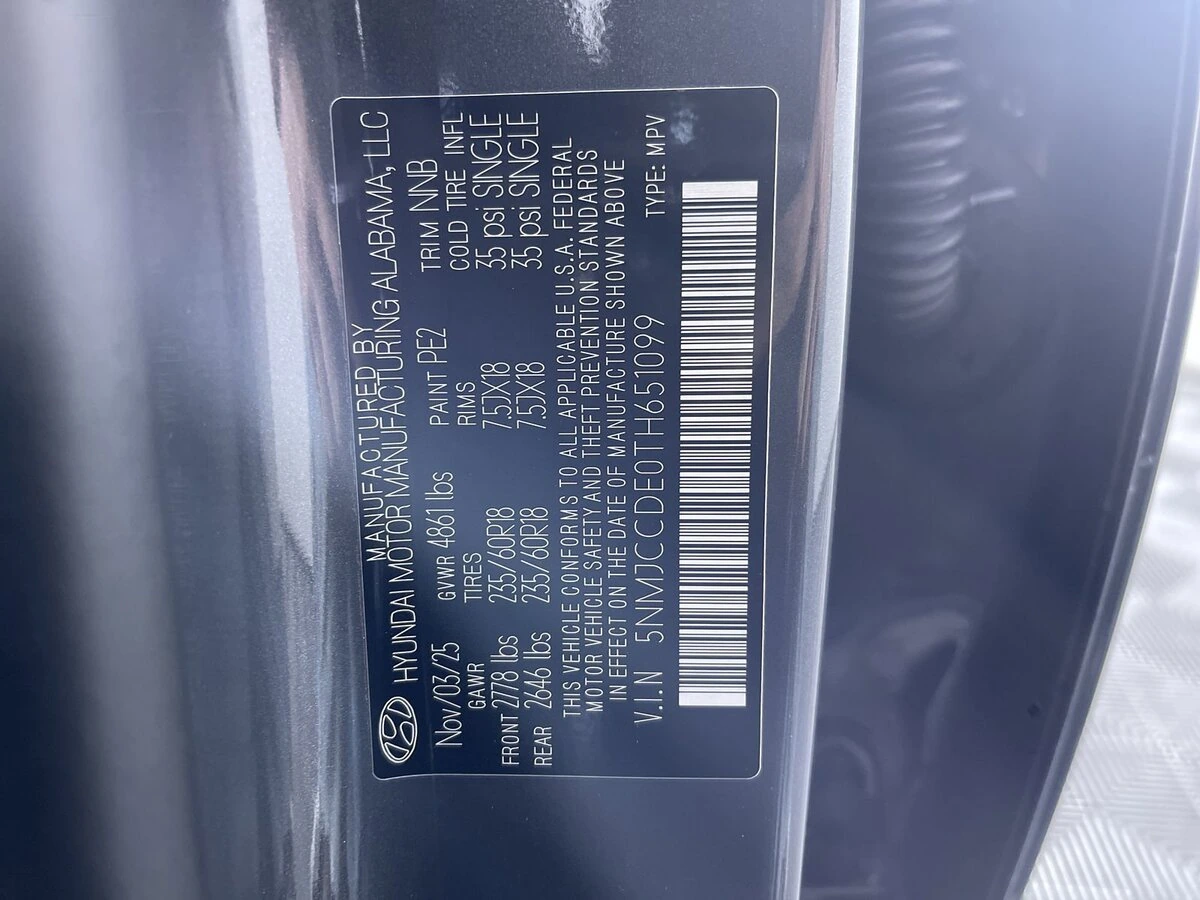 MANUFACTURED BY
HYUNDAI MOTOR MANUFACTURING ALABAMA, LLC
Nov/03/25 GVWR 4861 lbs PAINT PE2 TRIM NNB
GAWR TIRES RIMS COLD TIRE INFL
FRONT 2778 lbs 235/60R18 7.5JX18 35 psi SINGLE
REAR 2646 lbs 235/60R18 7.5JX18 35 psi SINGLE
THIS VEHICLE CONFORMS TO ALL APPLICABLE U.S.A. FEDERAL
MOTOR VEHICLE SAFETY AND THEFT PREVENTION STANDARDS
IN EFFECT ON THE DATE OF MANUFACTURE SHOWN ABOVE
V.I.N 5NMJCCDE0TH651099 TYPE: MPV